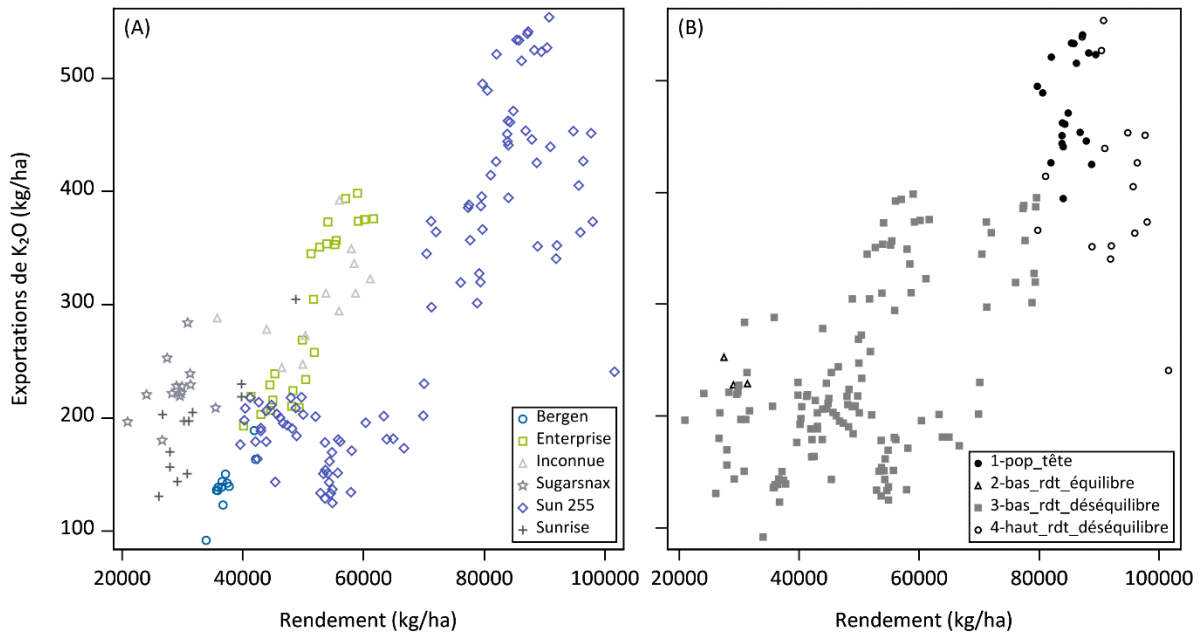 (A)
(B)
Exportations de K₂O (kg/ha)
500
400
300
200
100
Bergen
Enterprise
Inconnue
Sugarsnax
Sun 255
Sunrise
1-pop_tête
2-bas_rdt_équilibre
3-bas_rdt_déséquilibre
4-haut_rdt_déséquilibre
20000 40000 60000 80000 100000
20000 40000 60000 80000 100000
Rendement (kg/ha)
Rendement (kg/ha)